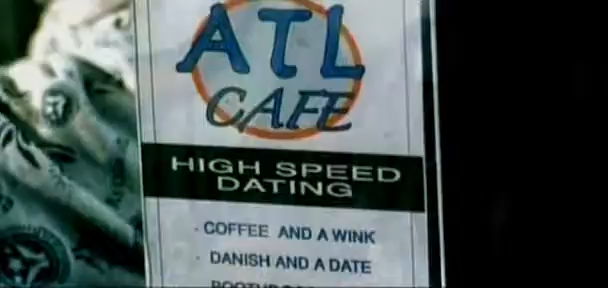 ATL
CAFE
HIGH SPEED
DATING
· COFFEE AND A WINK
· DANISH AND A DATE